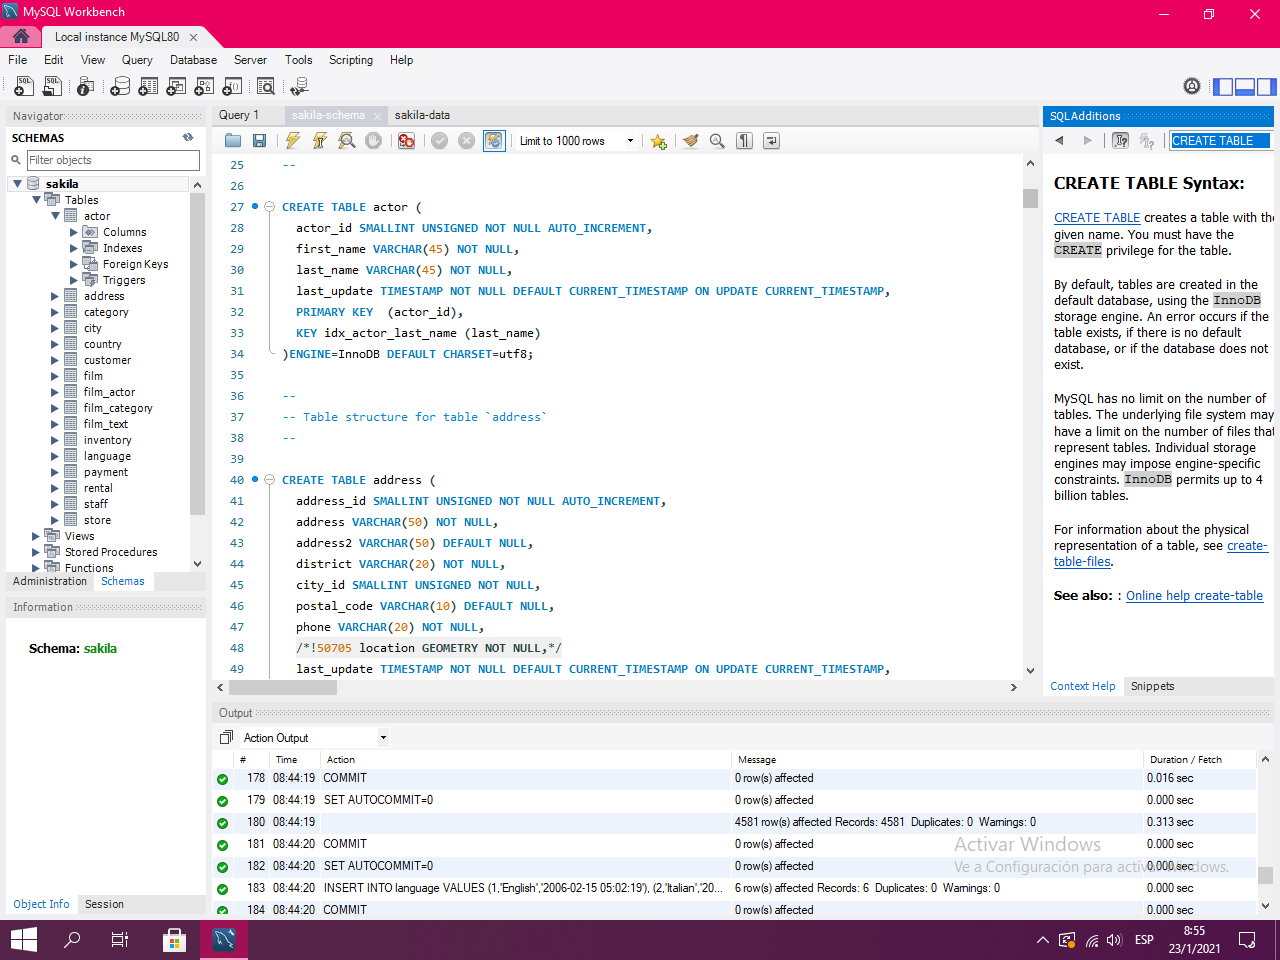 MySQL Workbench
Local instance MySQL80
File Edit View Query Database Server Tools Scripting Help
Navigator
SCHEMAS
Filter objects
sakila
Tables
actor
Columns
Indexes
Foreign Keys
Triggers
address
category
city
country
customer
film
film_actor
film_category
film_text
inventory
language
payment
rental
staff
store
Views
Stored Procedures
Functions
Administration Schemas
Information
Schema: sakila
Object Info Session
Query 1 sakila-schema sakila-data
Limit to 1000 rows
25 --
26
27 CREATE TABLE actor (
28 actor_id SMALLINT UNSIGNED NOT NULL AUTO_INCREMENT,
29 first_name VARCHAR(45) NOT NULL,
30 last_name VARCHAR(45) NOT NULL,
31 last_update TIMESTAMP NOT NULL DEFAULT CURRENT_TIMESTAMP ON UPDATE CURRENT_TIMESTAMP,
32 PRIMARY KEY (actor_id),
33 KEY idx_actor_last_name (last_name)
34 )ENGINE=InnoDB DEFAULT CHARSET=utf8;
35
36 --
37 -- Table structure for table `address`
38 --
39
40 CREATE TABLE address (
41 address_id SMALLINT UNSIGNED NOT NULL AUTO_INCREMENT,
42 address VARCHAR(50) NOT NULL,
43 address2 VARCHAR(50) DEFAULT NULL,
44 district VARCHAR(20) NOT NULL,
45 city_id SMALLINT UNSIGNED NOT NULL,
46 postal_code VARCHAR(10) DEFAULT NULL,
47 phone VARCHAR(20) NOT NULL,
48 /*!50705 location GEOMETRY NOT NULL,*/
49 last_update TIMESTAMP NOT NULL DEFAULT CURRENT_TIMESTAMP ON UPDATE CURRENT_TIMESTAMP,
SQLAdditions
CREATE TABLE
CREATE TABLE Syntax:
CREATE TABLE creates a table with the
given name. You must have the
CREATE privilege for the table.
By default, tables are created in the
default database, using the InnoDB
storage engine. An error occurs if the
table exists, if there is no default
database, or if the database does not
exist.
MySQL has no limit on the number of
tables. The underlying file system may
have a limit on the number of files that
represent tables. Individual storage
engines may impose engine-specific
constraints. InnoDB permits up to 4
billion tables.
For information about the physical
representation of a table, see create-
table-files.
See also: : Online help create-table
Context Help Snippets
Output
Action Output
# Time Action Message Duration / Fetch
178 08:44:19 COMMIT 0 row(s) affected 0.016 sec
179 08:44:19 SET AUTOCOMMIT=0 0 row(s) affected 0.000 sec
180 08:44:19 4581 row(s) affected Records: 4581 Duplicates: 0 Warnings: 0 0.313 sec
181 08:44:20 COMMIT 0 row(s) affected 0.000 sec
182 08:44:20 SET AUTOCOMMIT=0 0 row(s) affected 0.000 sec
183 08:44:20 INSERT INTO language VALUES (1,'English','2006-02-15 05:02:19'), (2,'Italian','20... 6 row(s) affected Records: 6 Duplicates: 0 Warnings: 0 0.000 sec
184 08:44:20 COMMIT 0 row(s) affected 0.000 sec
Activar Windows
Ve a Configuración para activar Windows.
ESP
8:55
23/1/2021